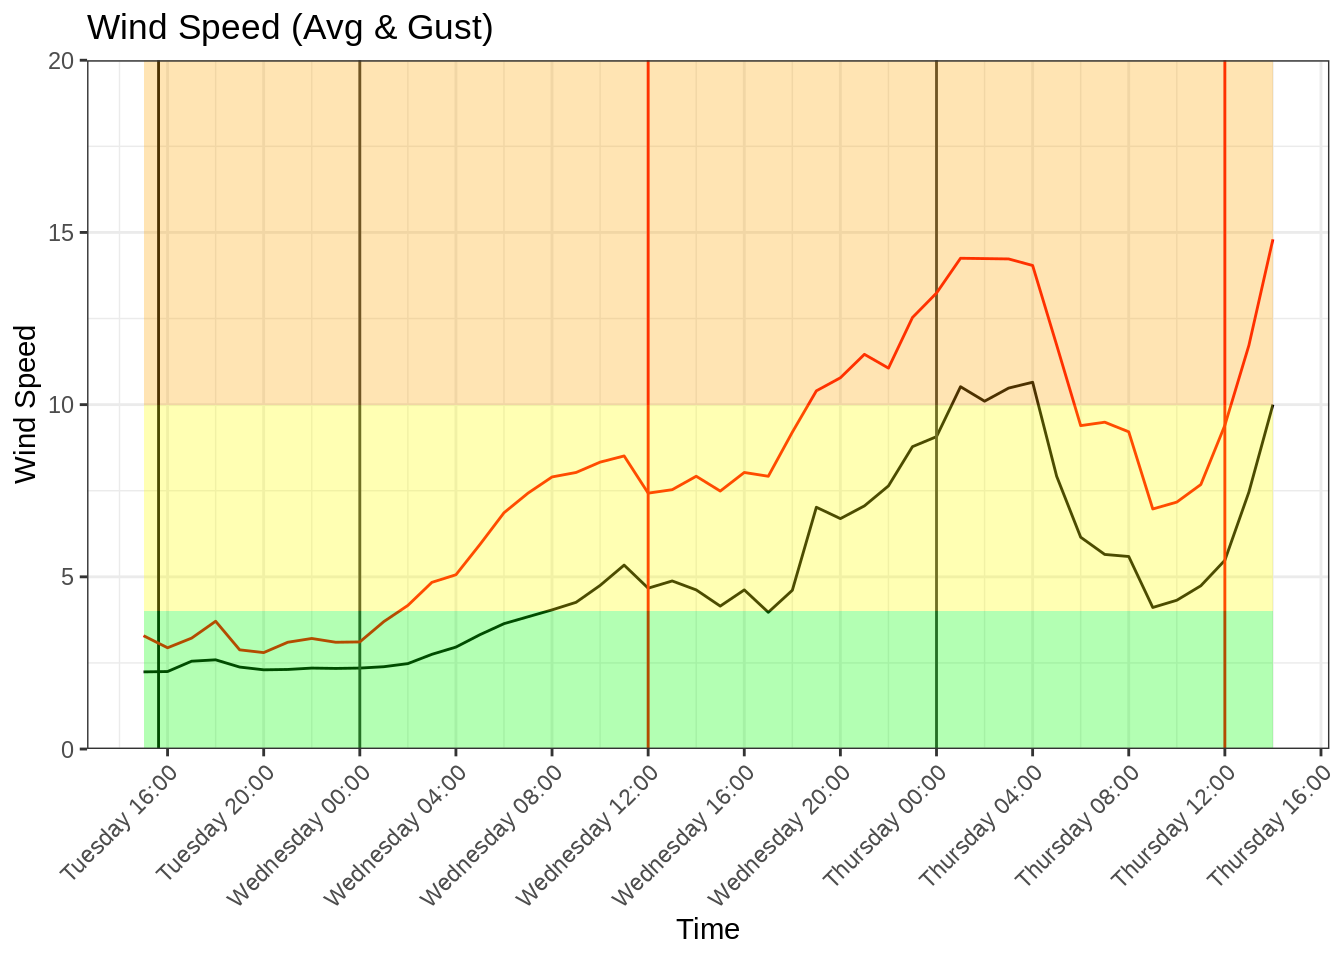 Wind Speed (Avg & Gust)
20
15
10
5
0
Wind Speed
Tuesday 16:00
Tuesday 20:00
Wednesday 00:00
Wednesday 04:00
Wednesday 08:00
Wednesday 12:00
Wednesday 16:00
Wednesday 20:00
Thursday 00:00
Thursday 04:00
Thursday 08:00
Thursday 12:00
Thursday 16:00
Time